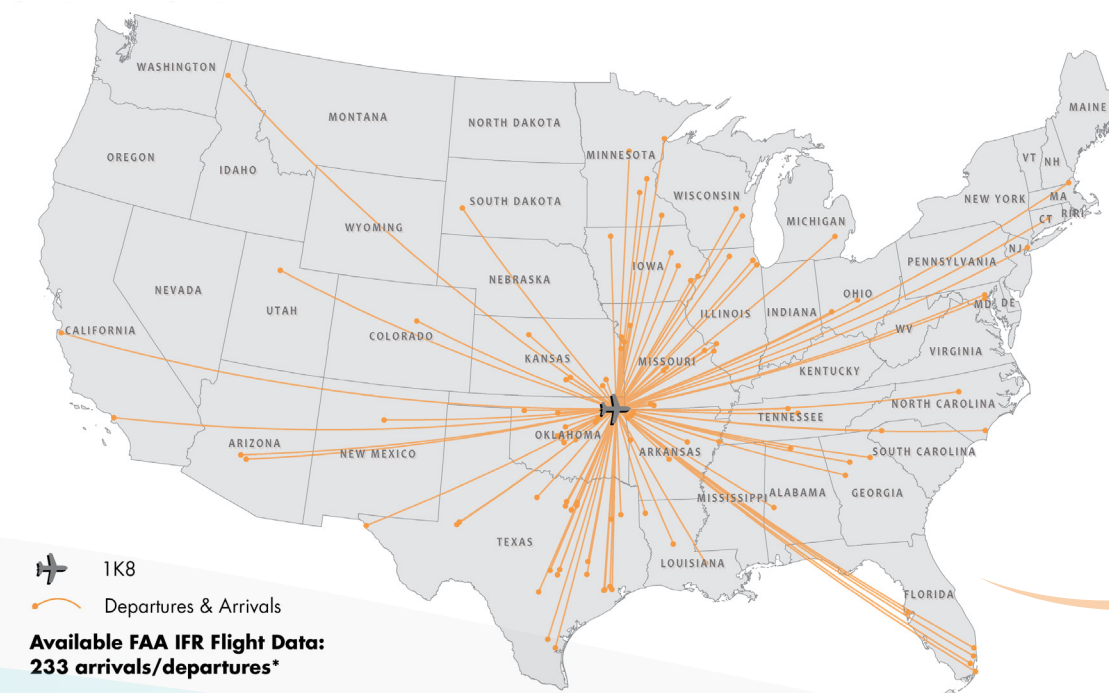 WASHINGTON
MAINE
MONTANA
NORTH DAKOTA
MINNESOTA
OREGON
VT
NH
IDAHO
WISCONSIN
SOUTH DAKOTA
NEW YORK
MA
MICHIGAN
CT
RI
WYOMING
NJ
PENNSYLVANIA
IOWA
NEBRASKA
NEVADA
OHIO
MD
DE
UTAH
ILLINOIS
INDIANA
CALIFORNIA
COLORADO
WV
KANSAS
MISSOURI
VIRGINIA
KENTUCKY
NORTH CAROLINA
TENNESSEE
OKLAHOMA
ARIZONA
NEW MEXICO
ARKANSAS
SOUTH CAROLINA
MISSISSIPPI
ALABAMA
GEORGIA
TEXAS
LOUISIANA
FLORIDA
1K8
Departures & Arrivals
Available FAA IFR Flight Data:
233 arrivals/departures*